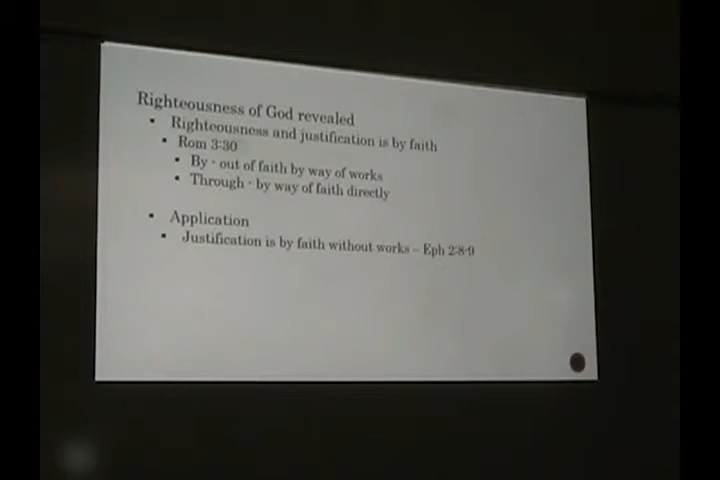 Righteousness of God revealed
▪ Righteousness and justification is by faith
▪ Rom 3:30
▪ By - out of faith by way of works
▪ Through - by way of faith directly
▪ Application
▪ Justification is by faith without works – Eph 2:8-9